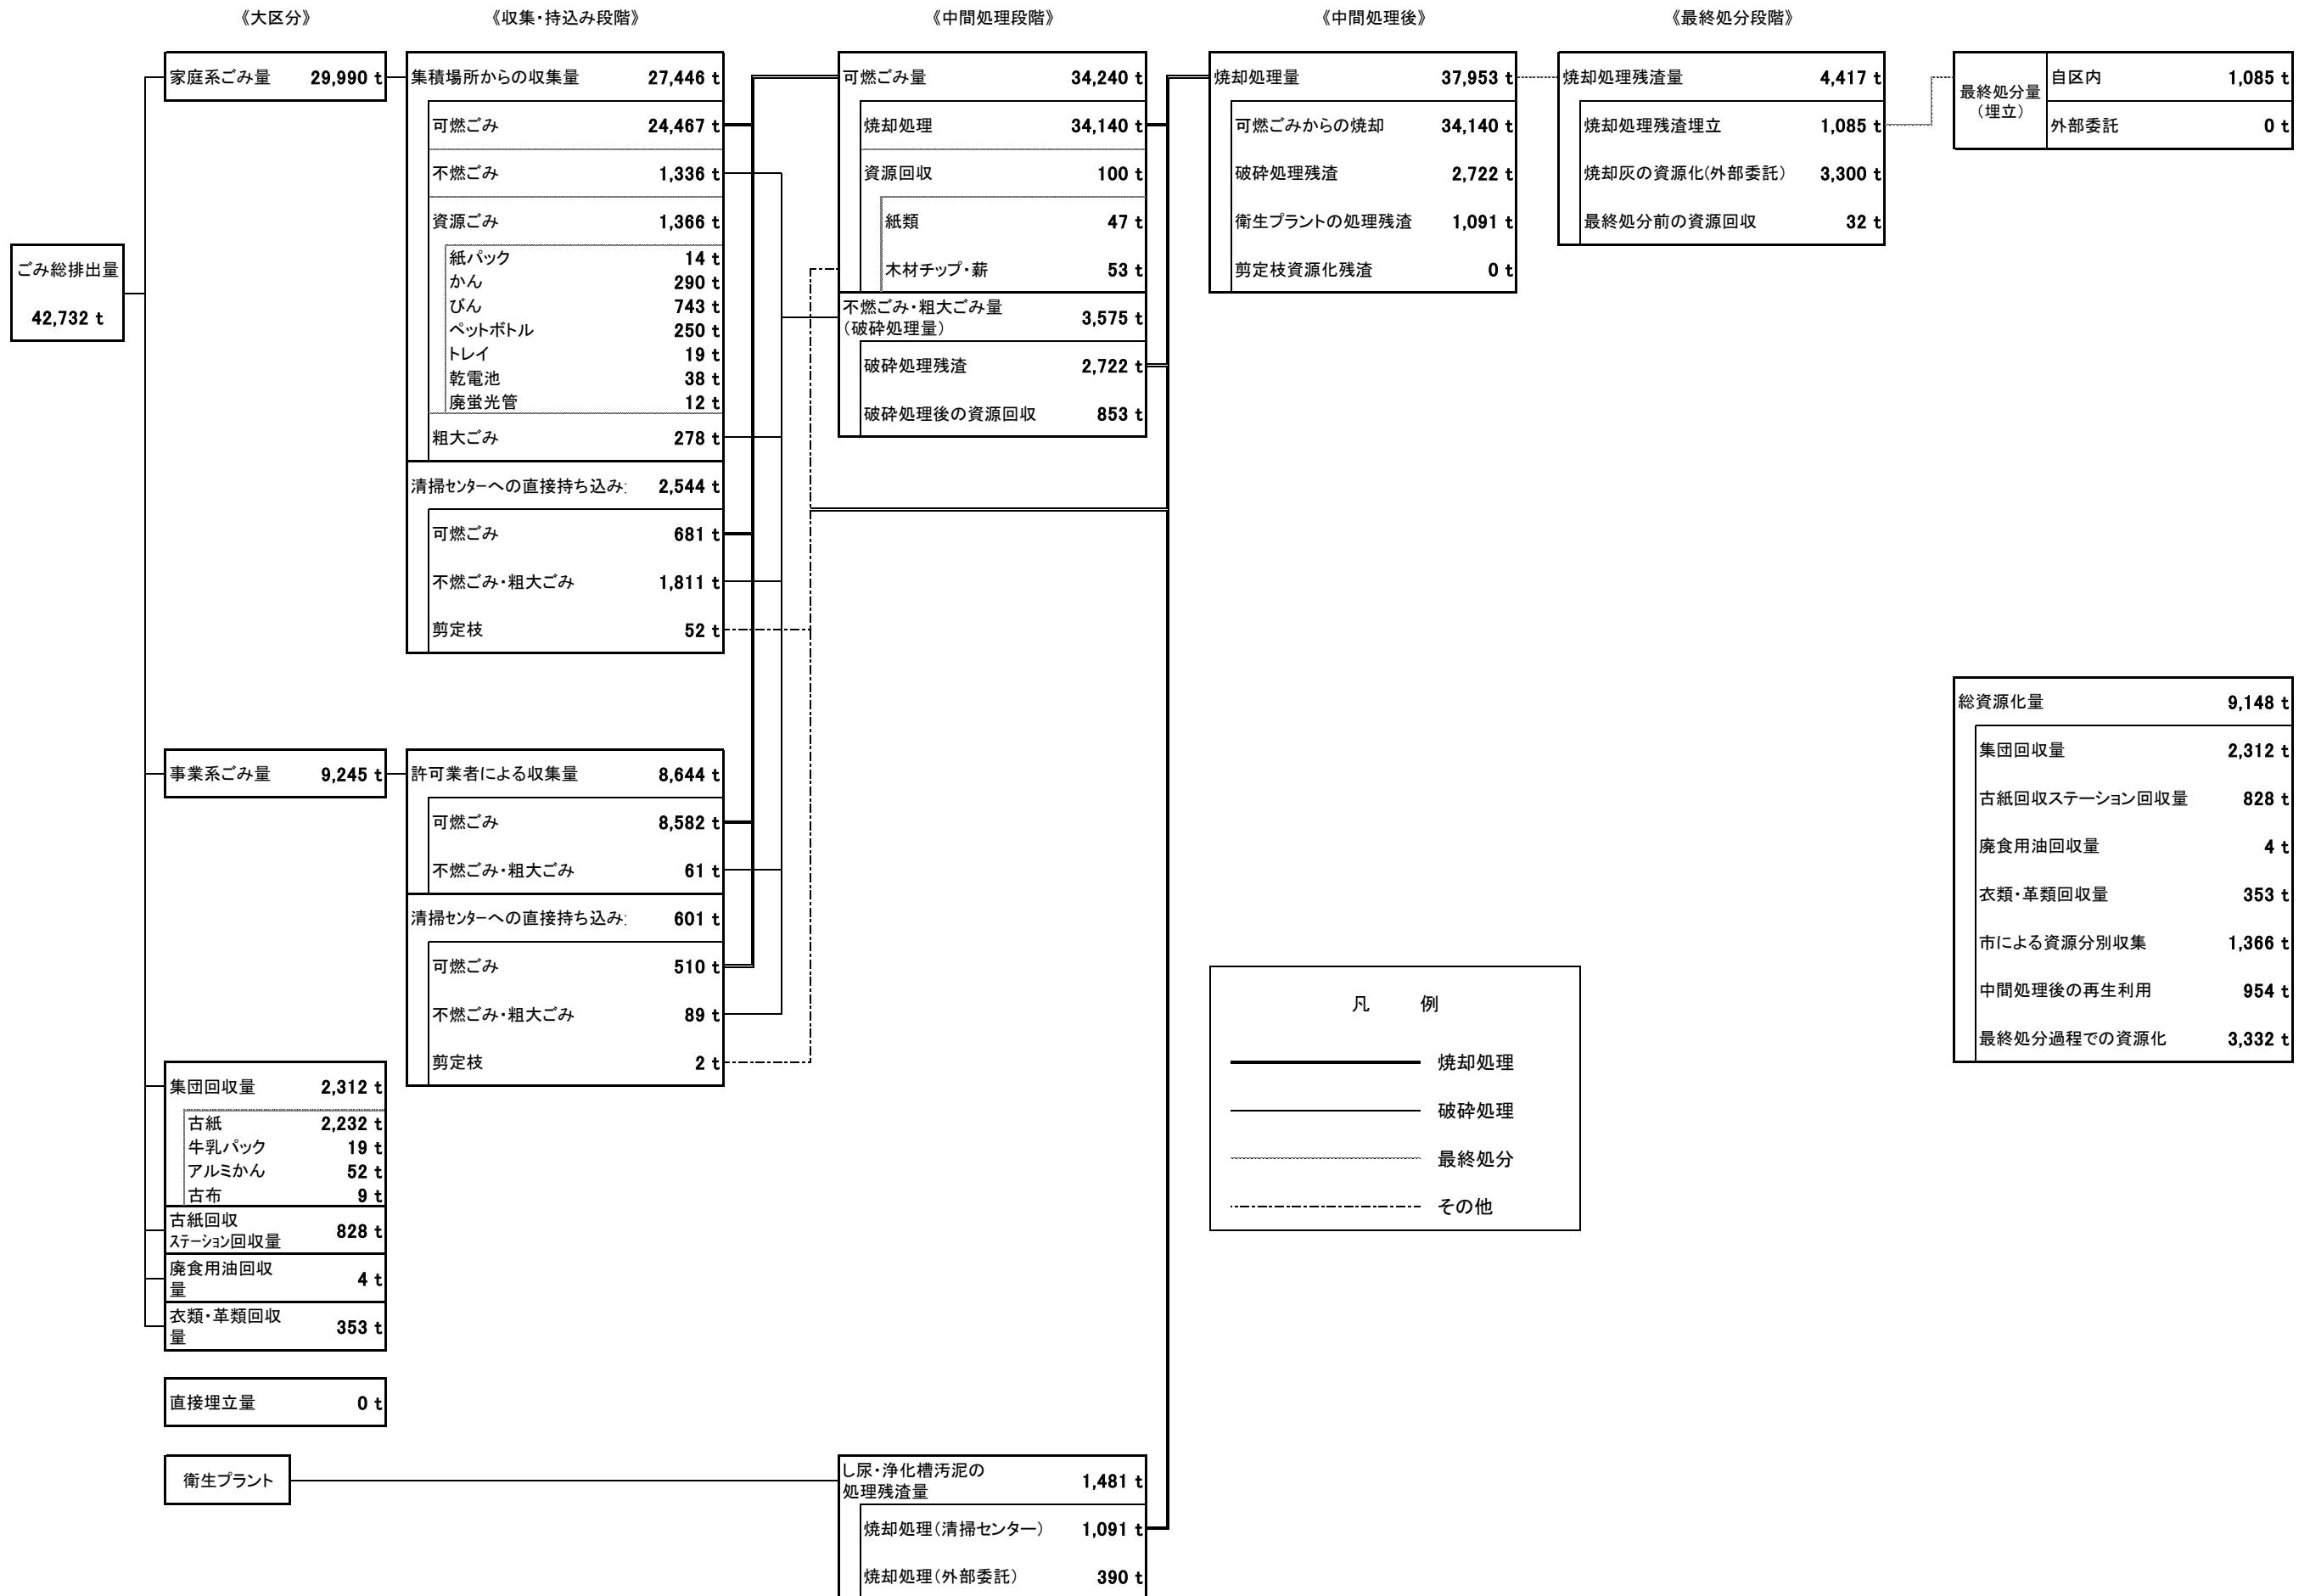 《大区分》
《収集・持込み段階》
《中間処理段階》
《中間処理後》
《最終処分段階》
ごみ総排出量
42,732 t
家庭系ごみ量 29,990 t
事業系ごみ量 9,245 t
集団回収量 2,312 t
古紙 2,232 t
牛乳パック 19 t
アルミかん 52 t
古布 9 t
古紙回収
ステーション回収量 828 t
廃食用油回収
量 4 t
衣類・革類回収
量 353 t
直接埋立量 0 t
衛生プラント
集積場所からの収集量 27,446 t
可燃ごみ 24,467 t
不燃ごみ 1,336 t
資源ごみ 1,366 t
紙パック 14 t
かん 290 t
びん 743 t
ペットボトル 250 t
トレイ 19 t
乾電池 38 t
廃蛍光管 12 t
粗大ごみ 278 t
清掃センターへの直接持ち込み 2,544 t
可燃ごみ 681 t
不燃ごみ・粗大ごみ 1,811 t
剪定枝 52 t
許可業者による収集量 8,644 t
可燃ごみ 8,582 t
不燃ごみ・粗大ごみ 61 t
清掃センターへの直接持ち込み 601 t
可燃ごみ 510 t
不燃ごみ・粗大ごみ 89 t
剪定枝 2 t
可燃ごみ量 34,240 t
焼却処理 34,140 t
資源回収 100 t
紙類 47 t
木材チップ・薪 53 t
不燃ごみ・粗大ごみ量
（破砕処理量） 3,575 t
破砕処理残渣 2,722 t
破砕処理後の資源回収 853 t
し尿・浄化槽汚泥の
処理残渣量 1,481 t
焼却処理（清掃センター） 1,091 t
焼却処理（外部委託） 390 t
焼却処理量 37,953 t
可燃ごみからの焼却 34,140 t
破砕処理残渣 2,722 t
衛生プラントの処理残渣 1,091 t
剪定枝資源化残渣 0 t
焼却処理残渣量 4,417 t
焼却処理残渣埋立 1,085 t
焼却灰の資源化（外部委託） 3,300 t
最終処分前の資源回収 32 t
最終処分量
（埋立）
自区内 1,085 t
外部委託 0 t
総資源化量 9,148 t
集団回収量 2,312 t
古紙回収ステーション回収量 828 t
廃食用油回収量 4 t
衣類・革類回収量 353 t
市による資源分別収集 1,366 t
中間処理後の再生利用 954 t
最終処分過程での資源化 3,332 t
凡 例
焼却処理
破砕処理
最終処分
その他